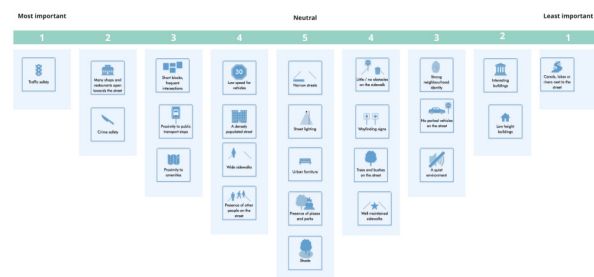 Most important
Neutral
Least important
1
2
3
4
5
4
3
2
1
Traffic safety
Many shops and
restaurants open
towards the street
Crime safety
Short blocks,
frequent
intersections
Proximity to public
transport stops
Proximity to
amenities
30
Low speed for
vehicles
A densely
populated street
Wide sidewalks
Presence of other
people on the
street
Narrow streets
Street lighting
Urban furniture
Presence of plazas
and parks
Shade
Little / no obstacles
on the sidewalk
Wayfinding signs
Trees and bushes
on the street
Well maintained
sidewalks
Strong
neighbourhood
identity
No parked vehicles
on the street
A quiet
environment
Interesting
buildings
Low height
buildings
Canals, lakes or
rivers next to the
street